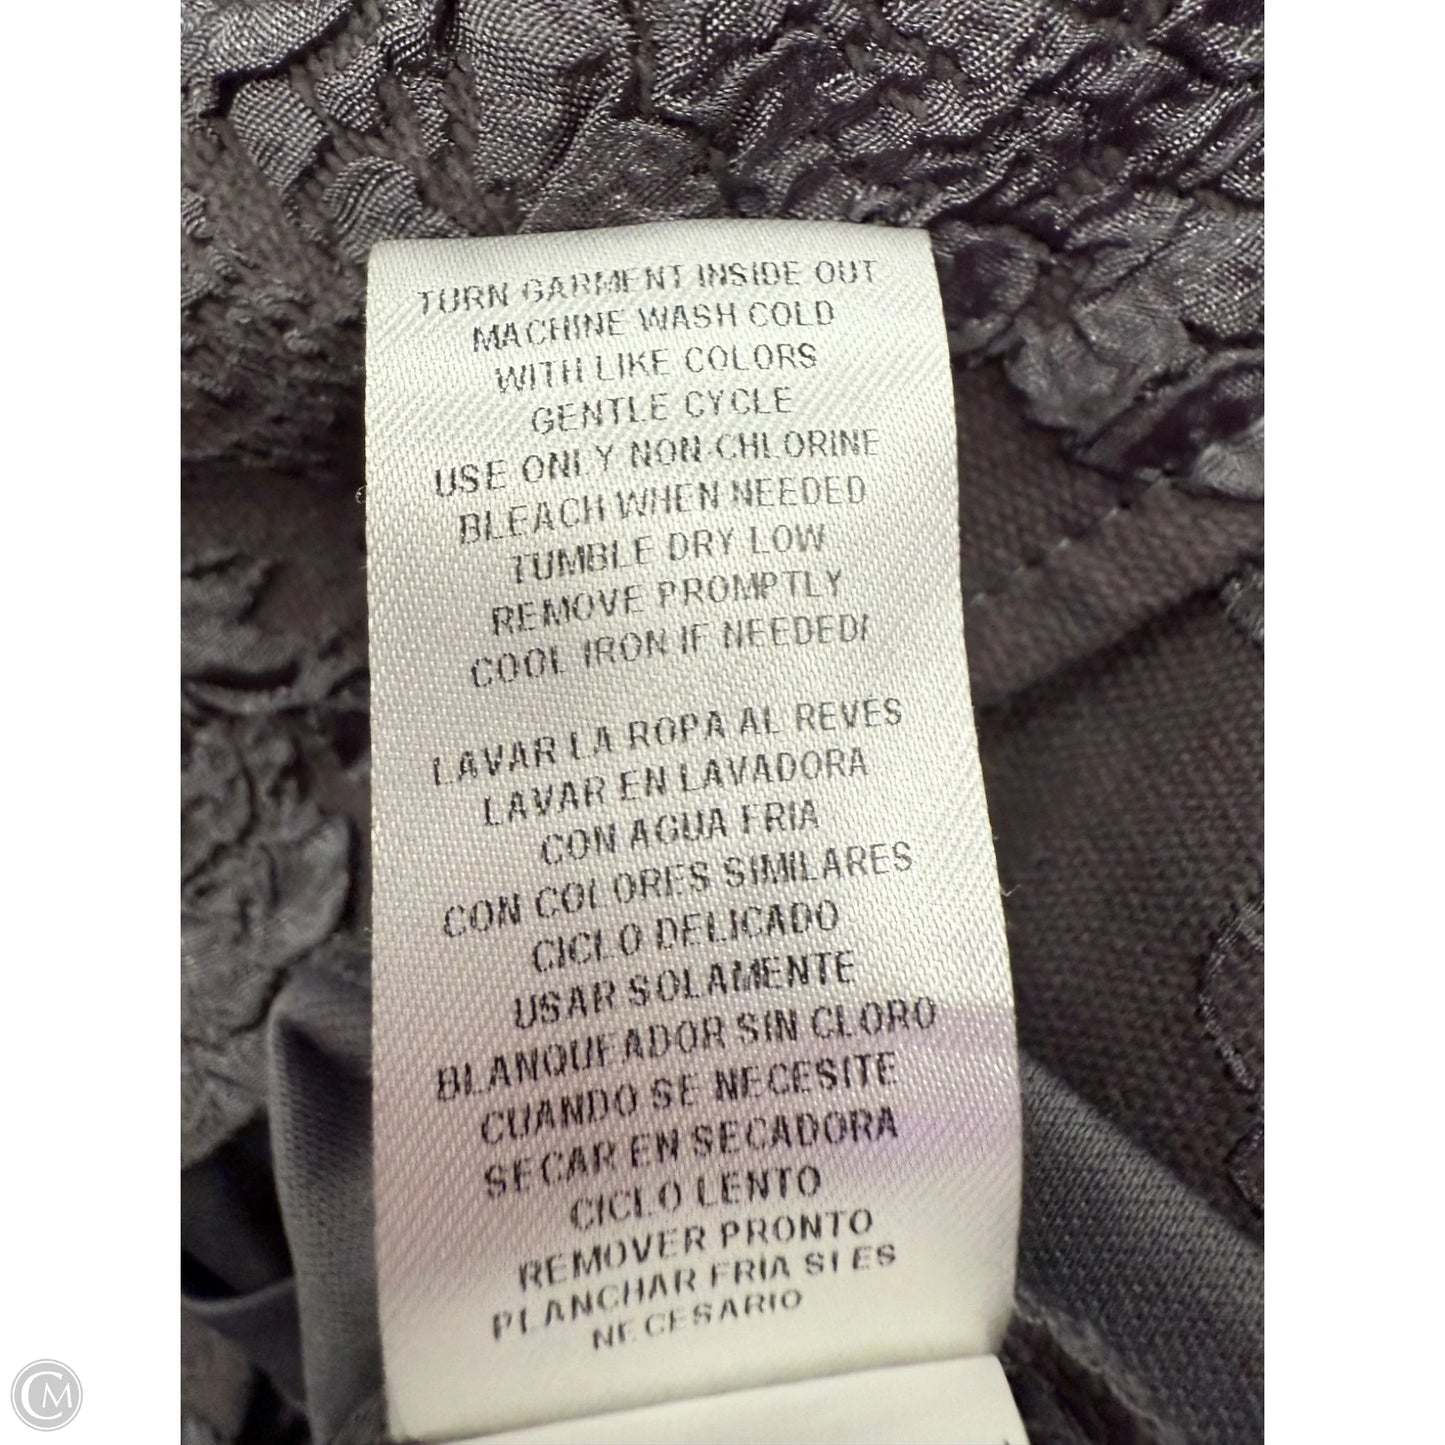 TURN GARMENT INSIDE OUT
MACHINE WASH COLD
WITH LIKE COLORS
GENTLE CYCLE
USE ONLY NON-CHLORINE
BLEACH WHEN NEEDED
TUMBLE DRY LOW
REMOVE PROMPTLY
COOL IRON IF NEEDED/
LAVAR LA ROPA AL REVÉS
LAVAR EN LAVADORA
CON AGUA FRIA
CON COLORES SIMILARES
CICLO DELICADO
USAR SOLAMENTE
BLANQUEADOR SIN CLORO
CUANDO SE NECESITE
SECAR EN SECADORA
CICLO LENTO
REMOVER PRONTO
PLANCHAR FRÍA SI ES
NECESARIO
CM